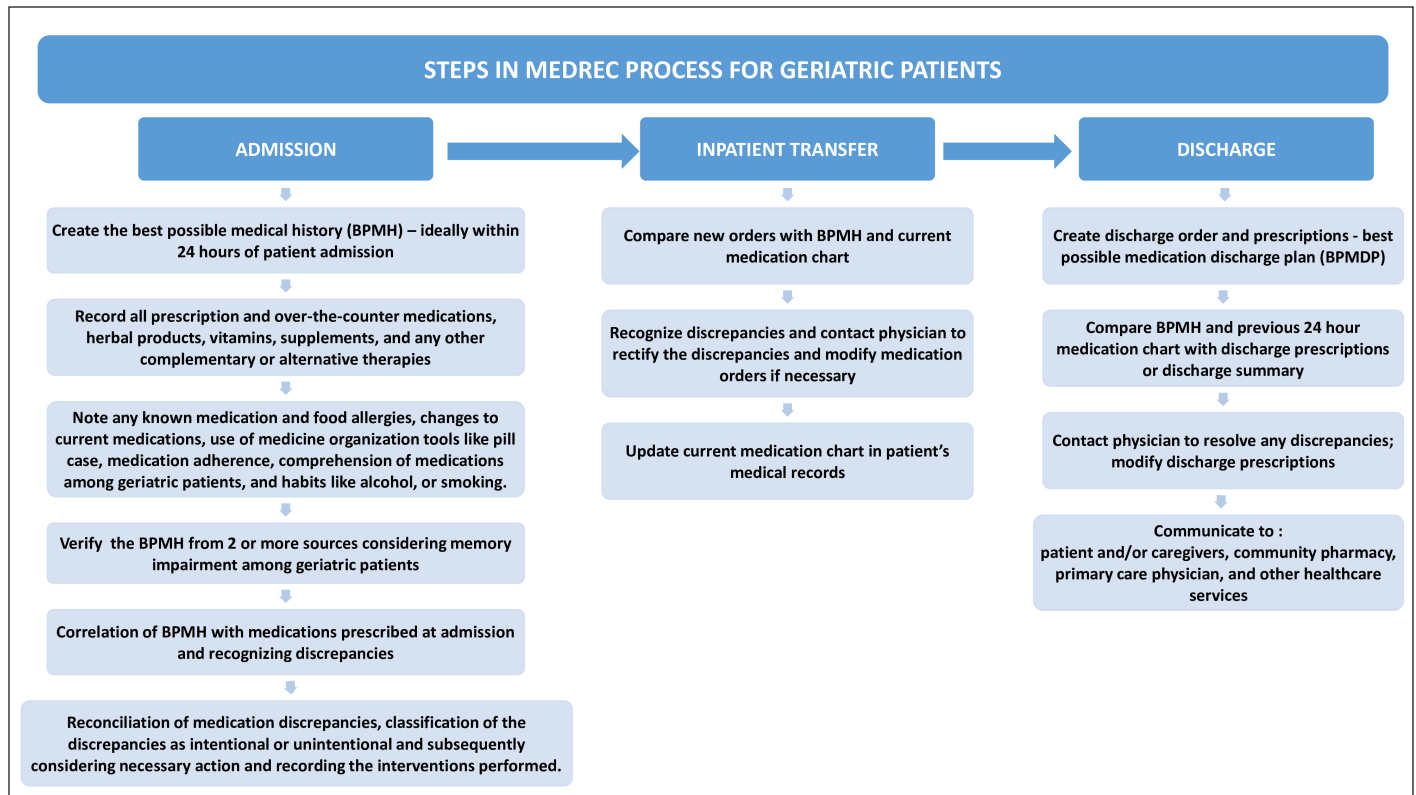 STEPS IN MEDREC PROCESS FOR GERIATRIC PATIENTS
ADMISSION
Create the best possible medical history (BPMH) – ideally within
24 hours of patient admission
Record all prescription and over-the-counter medications,
herbal products, vitamins, supplements, and any other
complementary or alternative therapies
Note any known medication and food allergies, changes to
current medications, use of medicine organization tools like pill
case, medication adherence, comprehension of medications
among geriatric patients, and habits like alcohol, or smoking.
Verify  the BPMH from 2 or more sources considering memory
impairment among geriatric patients
Correlation of BPMH with medications prescribed at admission
and recognizing discrepancies
Reconciliation of medication discrepancies, classification of the
discrepancies as intentional or unintentional and subsequently
considering necessary action and recording the interventions performed.
INPATIENT TRANSFER
Compare new orders with BPMH and current
medication chart
Recognize discrepancies and contact physician to
rectify the discrepancies and modify medication
orders if necessary
Update current medication chart in patient’s
medical records
DISCHARGE
Create discharge order and prescriptions - best
possible medication discharge plan (BPMDP)
Compare BPMH and previous 24 hour
medication chart with discharge prescriptions
or discharge summary
Contact physician to resolve any discrepancies;
modify discharge prescriptions
Communicate to :
patient and/or caregivers, community pharmacy,
primary care physician, and other healthcare
services